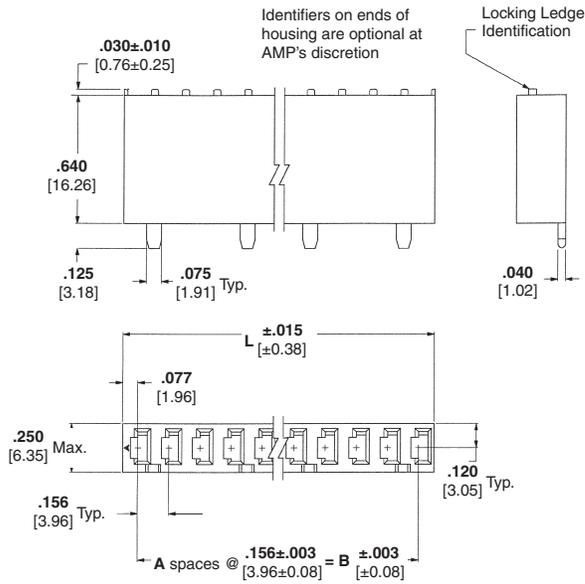 Identifiers on ends of
housing are optional at
AMP's discretion
Locking Ledge
Identification
.030±.010
[0.76±0.25]
.640
[16.26]
.125
[3.18]
.075
[1.91] Typ.
.040
[1.02]
L ±.015
[±0.38]
.077
[1.96]
.250
[6.35] Max.
.120
[3.05] Typ.
.156
[3.96] Typ.
A spaces @ .156±.003 = B ±.003
[3.96±0.08] [±0.08]